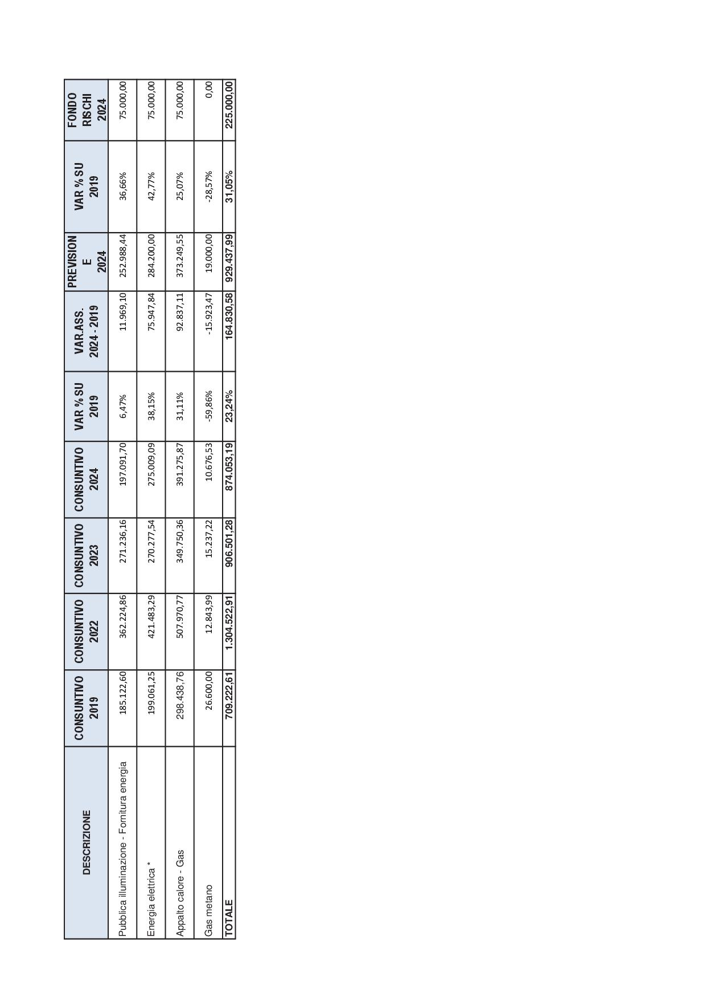 DESCRIZIONE CONSUNTIVO 2019 CONSUNTIVO 2022 CONSUNTIVO 2023 CONSUNTIVO 2024 VAR % SU 2019 VAR.ASS. 2024 - 2019 PREVISION E 2024 VAR % SU 2019 FONDO RISCHI 2024
Pubblica illuminazione - Fornitura energia 185.122,60 362.224,86 271.236,16 197.091,70 6,47% 11.969,10 252.988,44 36,66% 75.000,00
Energia elettrica * 199.061,25 421.483,29 270.277,54 275.009,09 38,15% 75.947,84 284.200,00 42,77% 75.000,00
Appalto calore - Gas 298.438,76 507.970,77 349.750,36 391.275,87 31,11% 92.837,11 373.249,55 25,07% 75.000,00
Gas metano 26.600,00 12.843,99 15.237,22 10.676,53 -59,86% -15.923,47 19.000,00 -28,57% 0,00
TOTALE 709.222,61 1.304.522,91 906.501,28 874.053,19 23,24% 164.830,58 929.437,99 31,05% 225.000,00